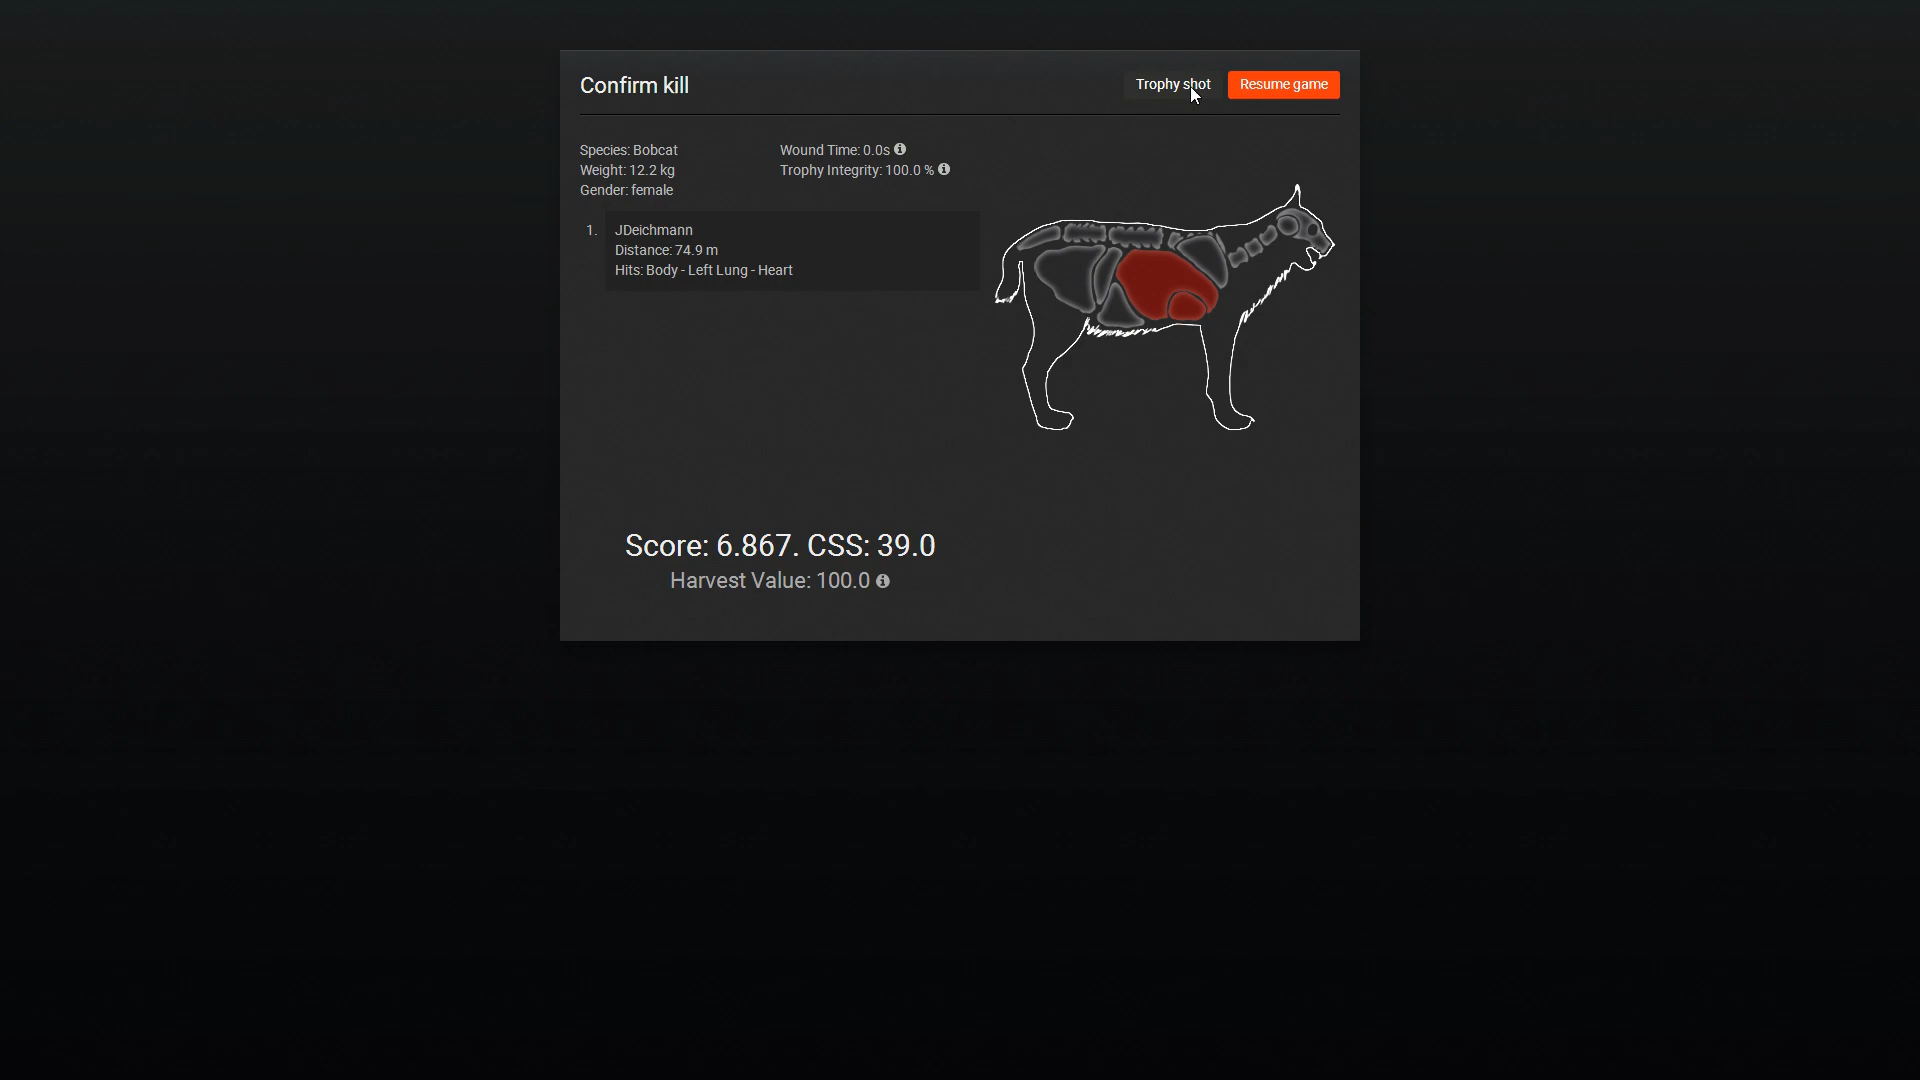 Confirm kill
Trophy shot
Resume game
Species: Bobcat
Weight: 12.2 kg
Gender: female
Wound Time: 0.0s
Trophy Integrity: 100.0 %
1.
JDeichmann
Distance: 74.9 m
Hits: Body - Left Lung - Heart
Score: 6.867. CSS: 39.0
Harvest Value: 100.0